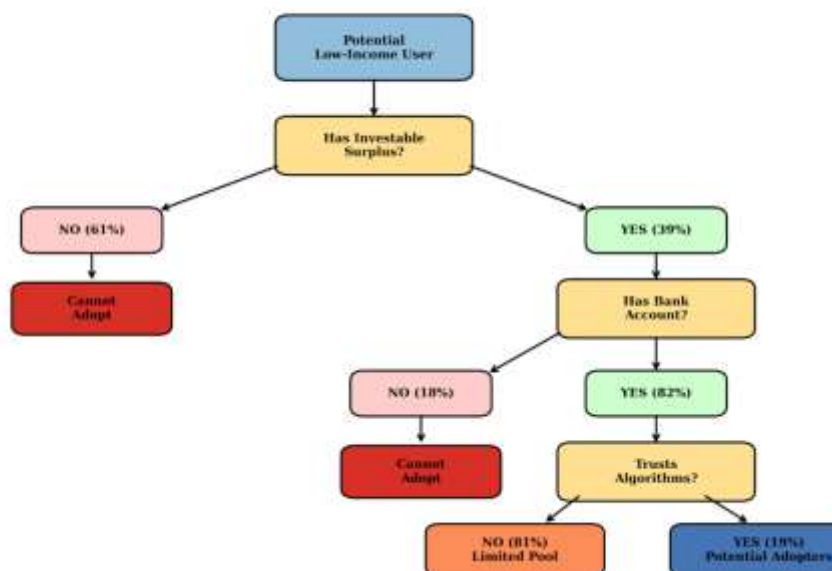 Potential
Low-Income User
Has Investable
Surplus?
NO (61%)
YES (39%)
Cannot
Adopt
Has Bank
Account?
NO (18%)
YES (82%)
Cannot
Adopt
Trusts
Algorithms?
NO (81%)
Limited Pool
YES (19%)
Potential Adopters